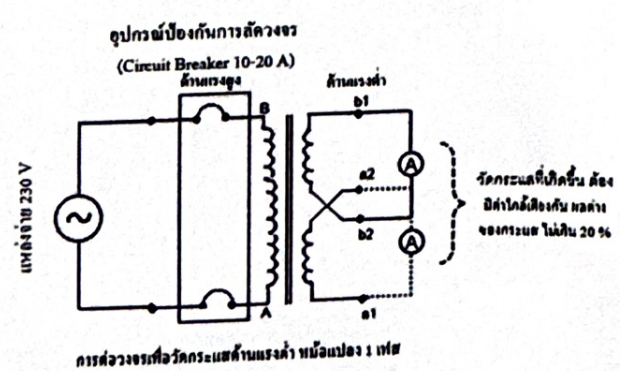 อุปกรณ์ป้องกันการลัดวงจร
(Circuit Breaker 10-20 A)
ด้านแรงสูง
ด้านแรงต่ำ
B
b1
A
a2
b2
A
A
a1
แหล่งจ่าย 230 V
วัดกระแสที่เกิดขึ้น ต้อง
มีค่าใกล้เคียงกัน ผลต่าง
ของกระแส ไม่เกิน 20 %
การต่อวงจรเพื่อวัดกระแสด้านแรงต่ำ หม้อแปลง 1 เฟส